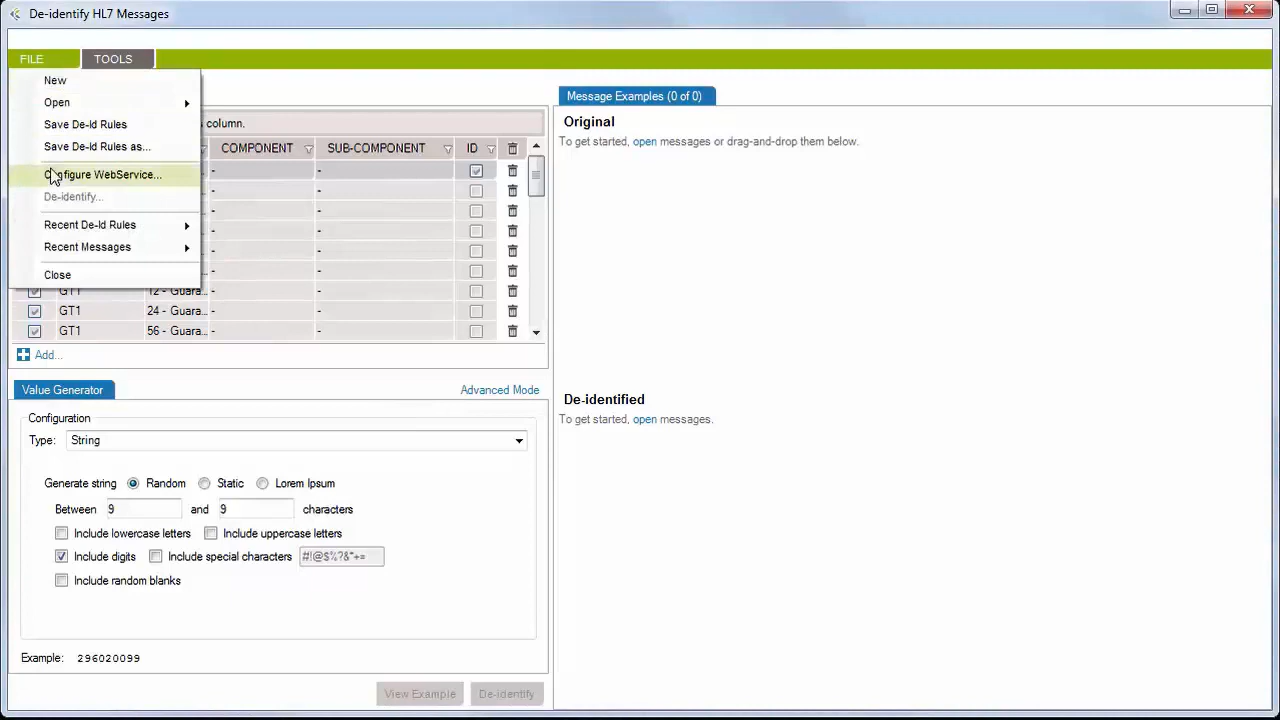 De-identify HL7 Messages
FILE TOOLS
New
Open
Save De-Id Rules
Save De-Id Rules as...
Configure WebService...
De-identify...
Recent De-Id Rules
Recent Messages
Close
column.
COMPONENT SUB-COMPONENT ID
- -
- -
- -
- -
- -
- -
GT1 12 - Guara... - -
GT1 24 - Guara... - -
GT1 56 - Guara... - -
Add...
Value Generator Advanced Mode
Configuration
Type: String
Generate string Random Static Lorem Ipsum
Between 9 and 9 characters
Include lowercase letters Include uppercase letters
Include digits Include special characters #!@$%?&*+=
Include random blanks
Example: 296020099
View Example De-identify
Message Examples (0 of 0)
Original
To get started, open messages or drag-and-drop them below.
De-identified
To get started, open messages.